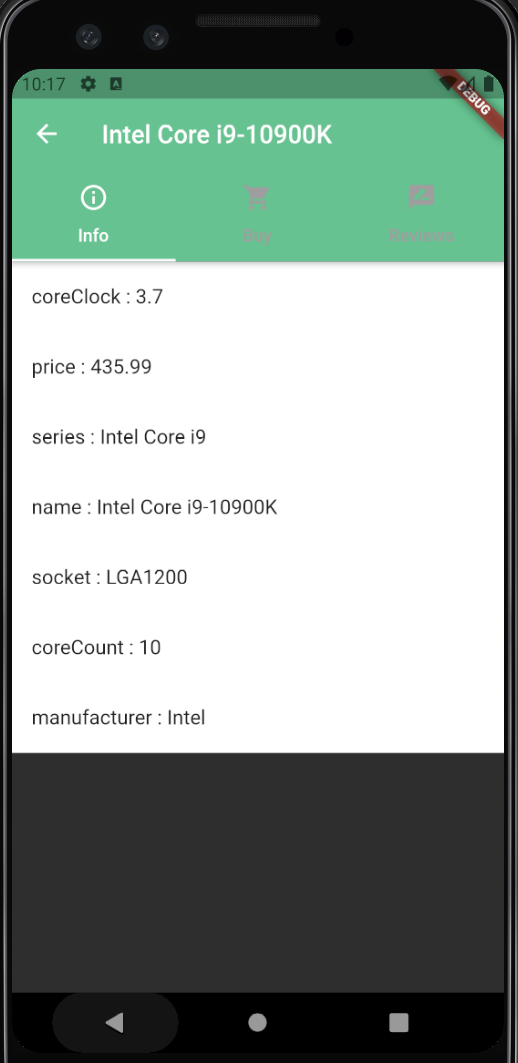 10:17
DEBUG
Intel Core i9-10900K
Info
Buy
Reviews
coreClock : 3.7
price : 435.99
series : Intel Core i9
name : Intel Core i9-10900K
socket : LGA1200
coreCount : 10
manufacturer : Intel